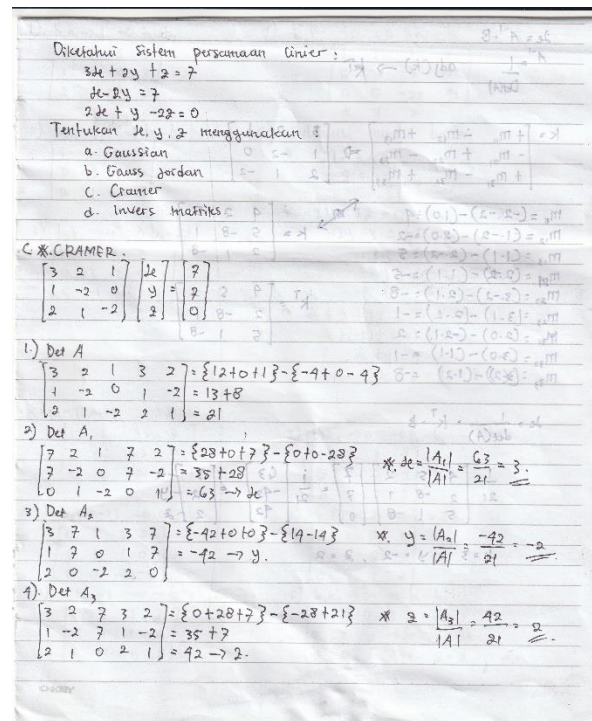 Diketahui sistem persamaan linier :
3x + 2y + z = 7
x - 2y = 7
2x + y - 2z = 0
Tentukan x, y, z menggunakan :
a. Gaussian
b. Gauss Jordan
c. Cramer
d. Invers matriks
C *. CRAMER.
[3 2 1] [x] [7]
[1 -2 0] [y] = [7]
[2 1 -2] [z] [0]
1.) Det A
[3 2 1 3 2] = {12+0+1} - {-4+0-4}
[1 -2 0 1 -2] = 13+8
[2 1 -2 2 1] = 21
2) Det A1
[7 2 1 7 2] = {28+0+7} - {0+0-28} *. x = |A1|/|A| = 63/21 = 3
[7 -2 0 7 -2] = 35+28
[0 1 -2 0 1] = 63 → x
3) Det A2
[3 7 1 3 7] = {-42+0+0} - {14-14} *. y = |A2|/|A| = -42/21 = -2
[1 7 0 1 7] = -42 → y.
[2 0 -2 2 0]
4). Det A3
[3 2 7 3 2] = {0+28+7} - {-28+21} * z = |A3|/|A| = 42/21 = 2
[1 -2 7 1 -2] = 35+7
[2 1 0 2 1] = 42 → z.